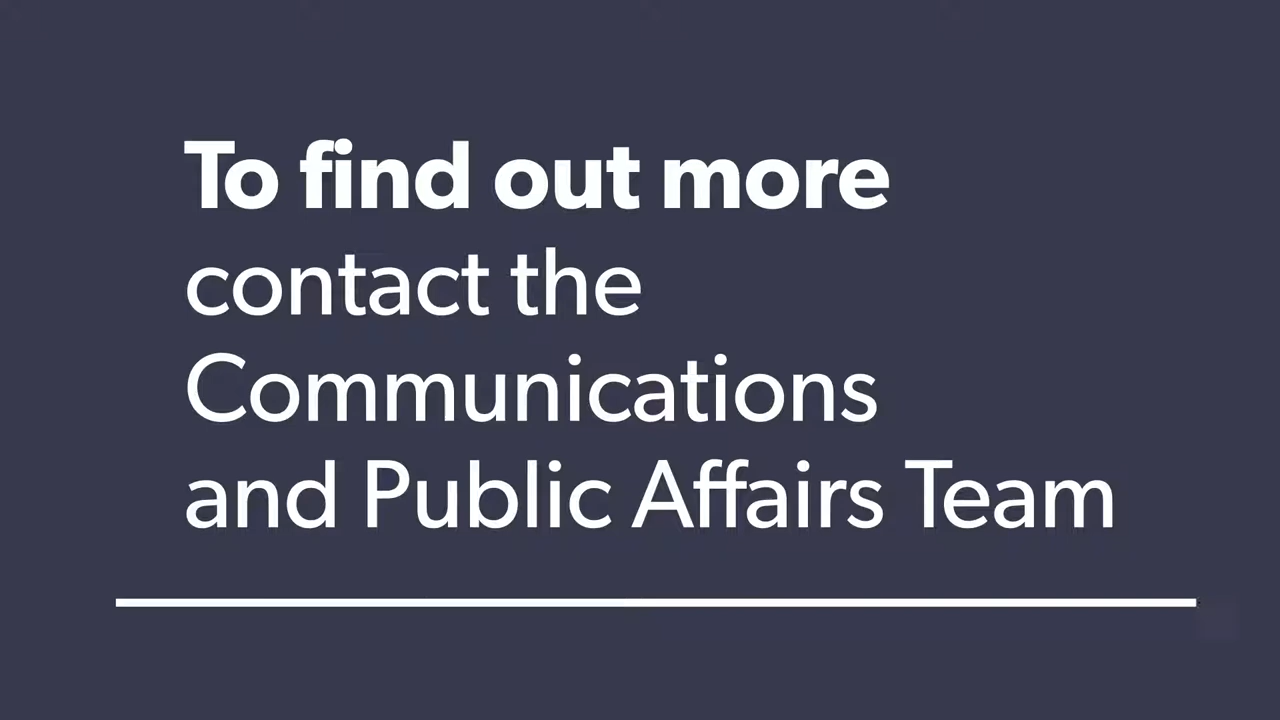 To find out more
contact the
Communications
and Public Affairs Team